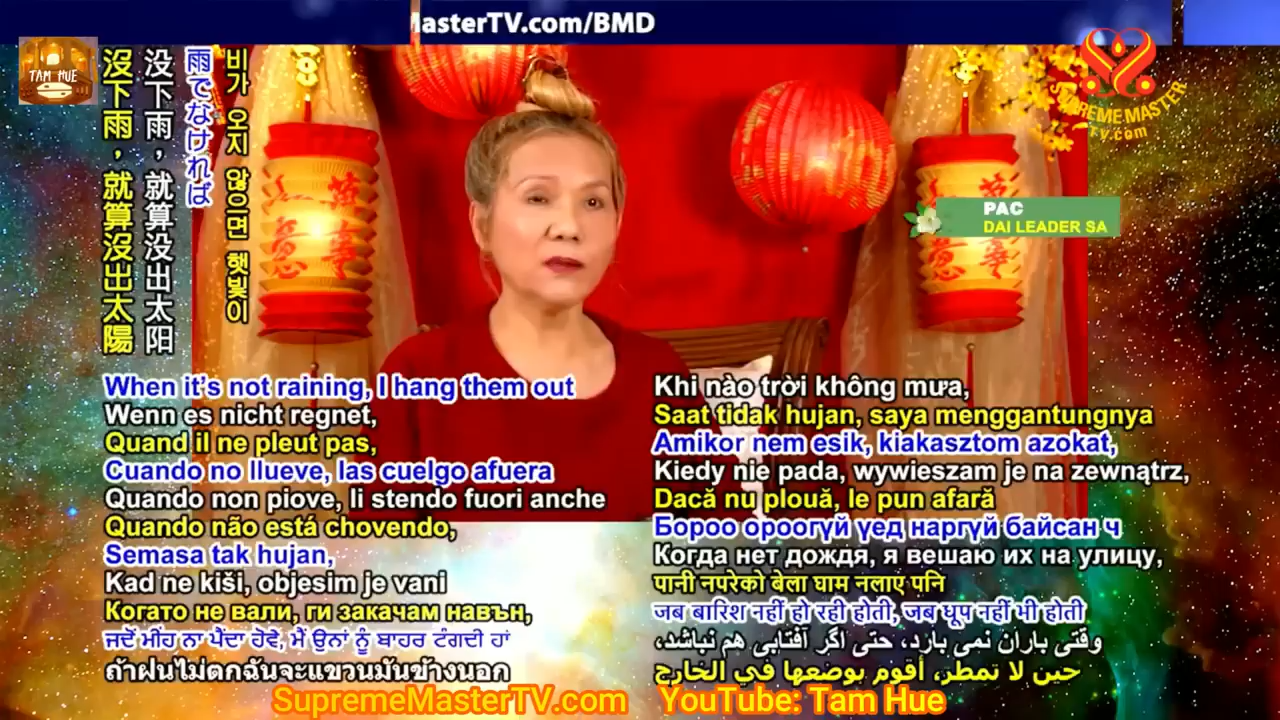 MasterTV.com/BMD
TAM HUE
SUPREME MASTER
TV.com
沒下雨，就算沒出太陽
没下雨，就算没出太阳
雨でなければ
비가 오지 않으면 햇빛이
PAC
DAI LEADER SA
When it's not raining, I hang them out
Wenn es nicht regnet,
Quand il ne pleut pas,
Cuando no llueve, las cuelgo afuera
Quando non piove, li stendo fuori anche
Quando não está chovendo,
Semasa tak hujan,
Kad ne kiši, objesim je vani
Когато не вали, ги закачам навън,
ਜਦੋਂ ਮੀਂਹ ਨਾ ਪੈਂਦਾ ਹੋਵੇ, ਮੈਂ ਉਨਾਂ ਨੂੰ ਬਾਹਰ ਟੰਗਦੀ ਹਾਂ
ถ้าฝนไม่ตกฉันจะแขวนมันข้างนอก
Khi nào trời không mưa,
Saat tidak hujan, saya menggantungnya
Amikor nem esik, kiakasztom azokat,
Kiedy nie pada, wywieszam je na zewnątrz,
Dacă nu plouă, le pun afară
Бороо ороогүй үед наргүй байсан ч
Когда нет дождя, я вешаю их на улицу,
पानी नपरेको बेला घाम नलाए पनि
जब बारिश नहीं हो रही होती, जब धूप नहीं भी होती
وقتی باران نمی بارد، حتی اگر آفتابی هم نباشد،
حين لا تمطر، أقوم بوضعها في الخارج
SupremeMasterTV.com YouTube: Tam Hue